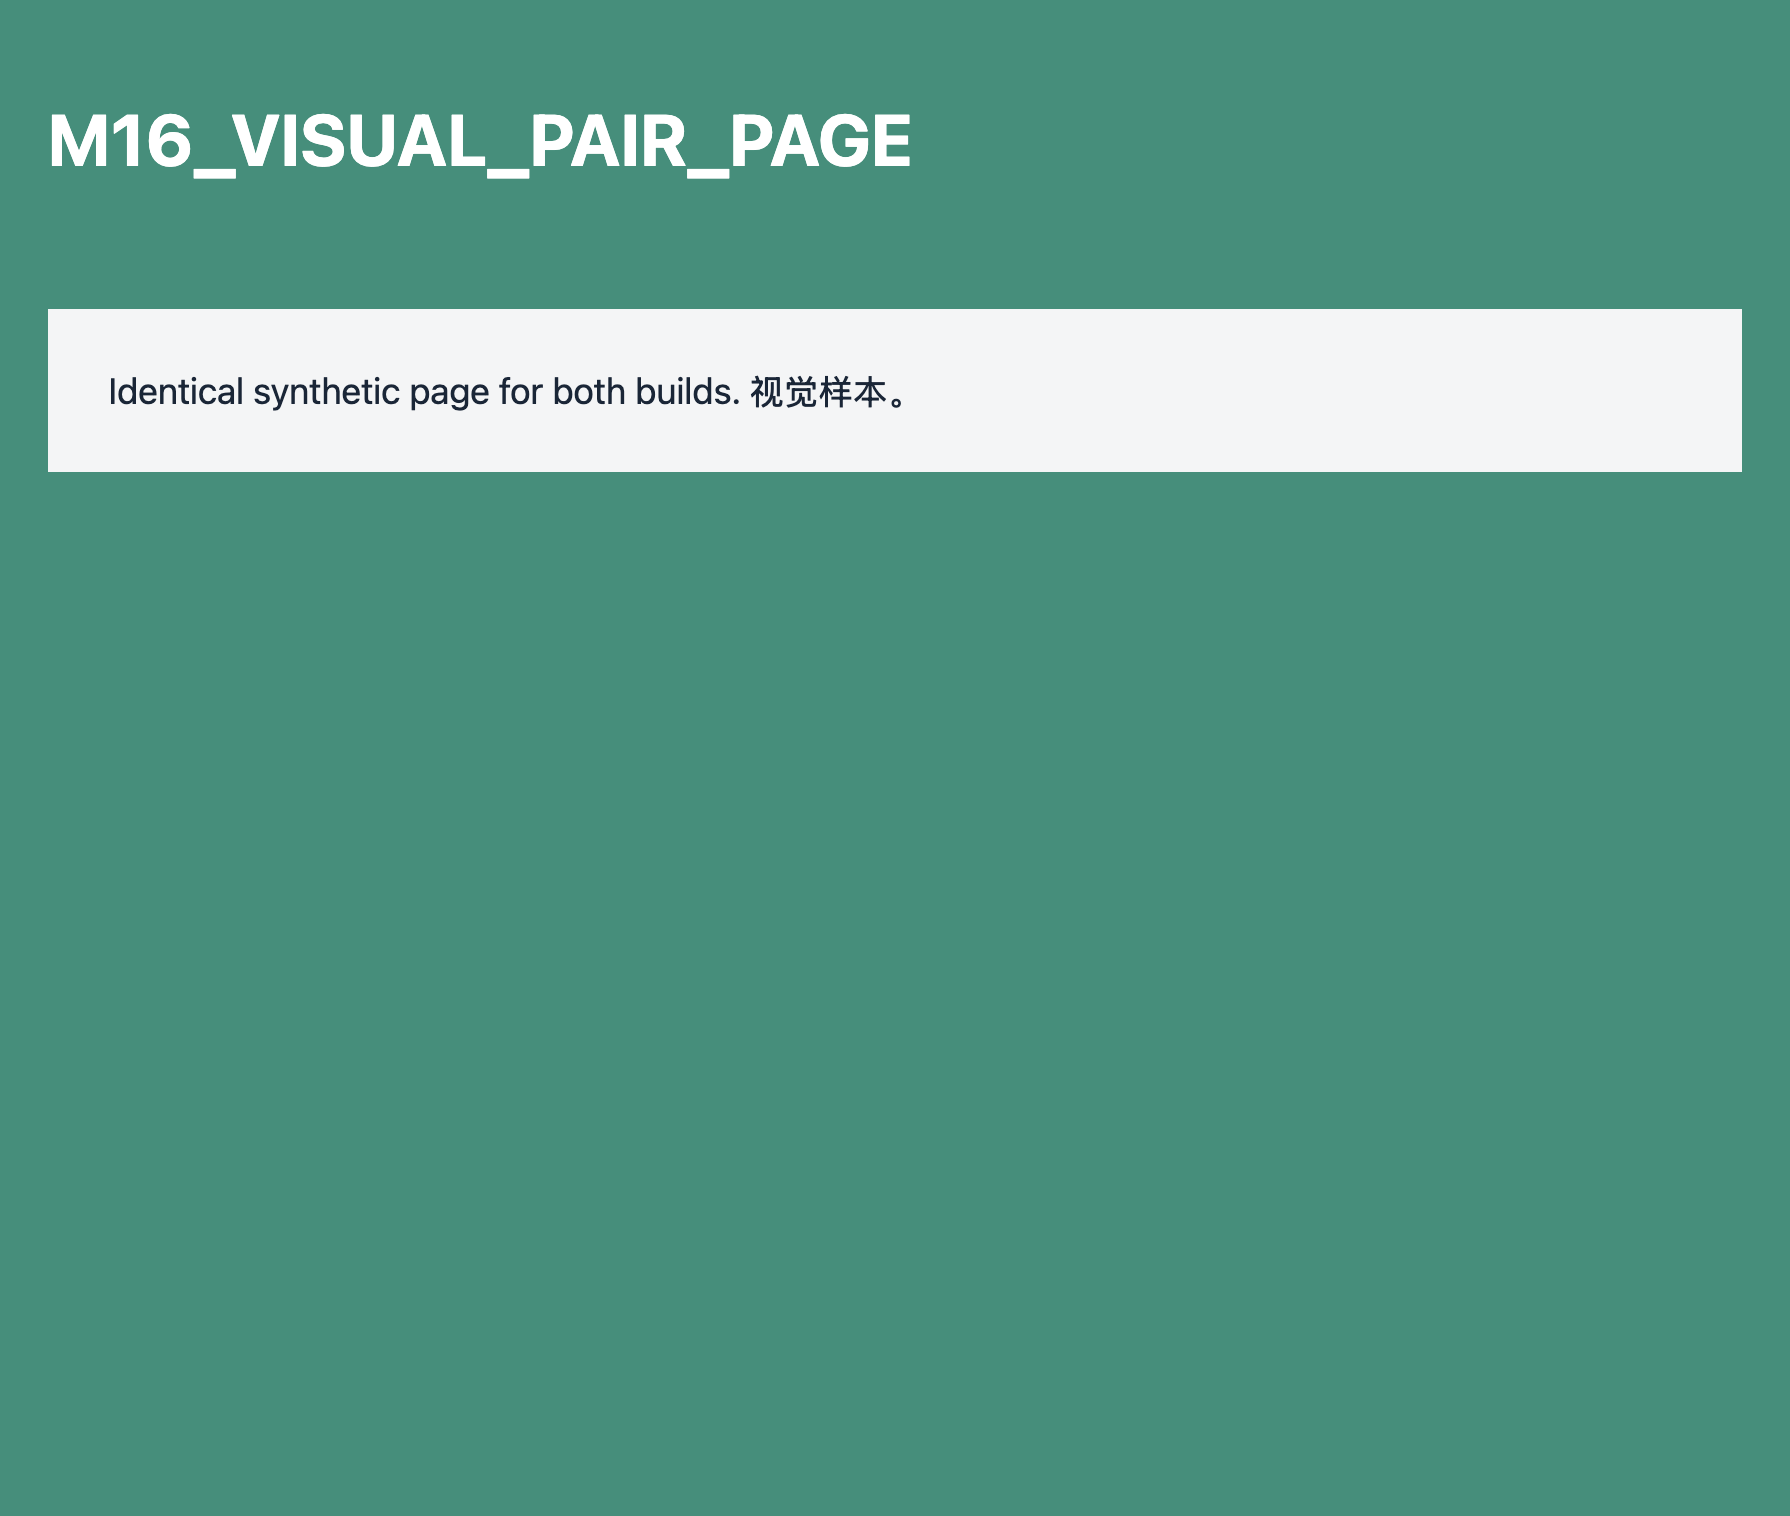 M16_VISUAL_PAIR_PAGE
Identical synthetic page for both builds. 视觉样本。